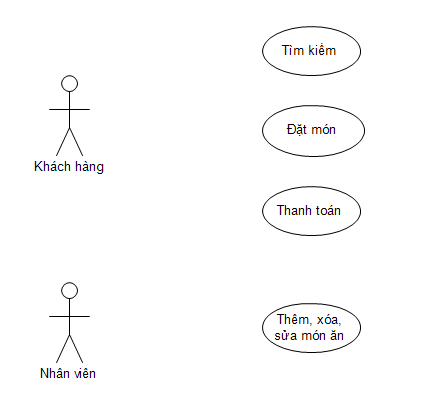 Tìm kiếm
Đặt món
Khách hàng
Thanh toán
Thêm, xóa,
sửa món ăn
Nhân viên